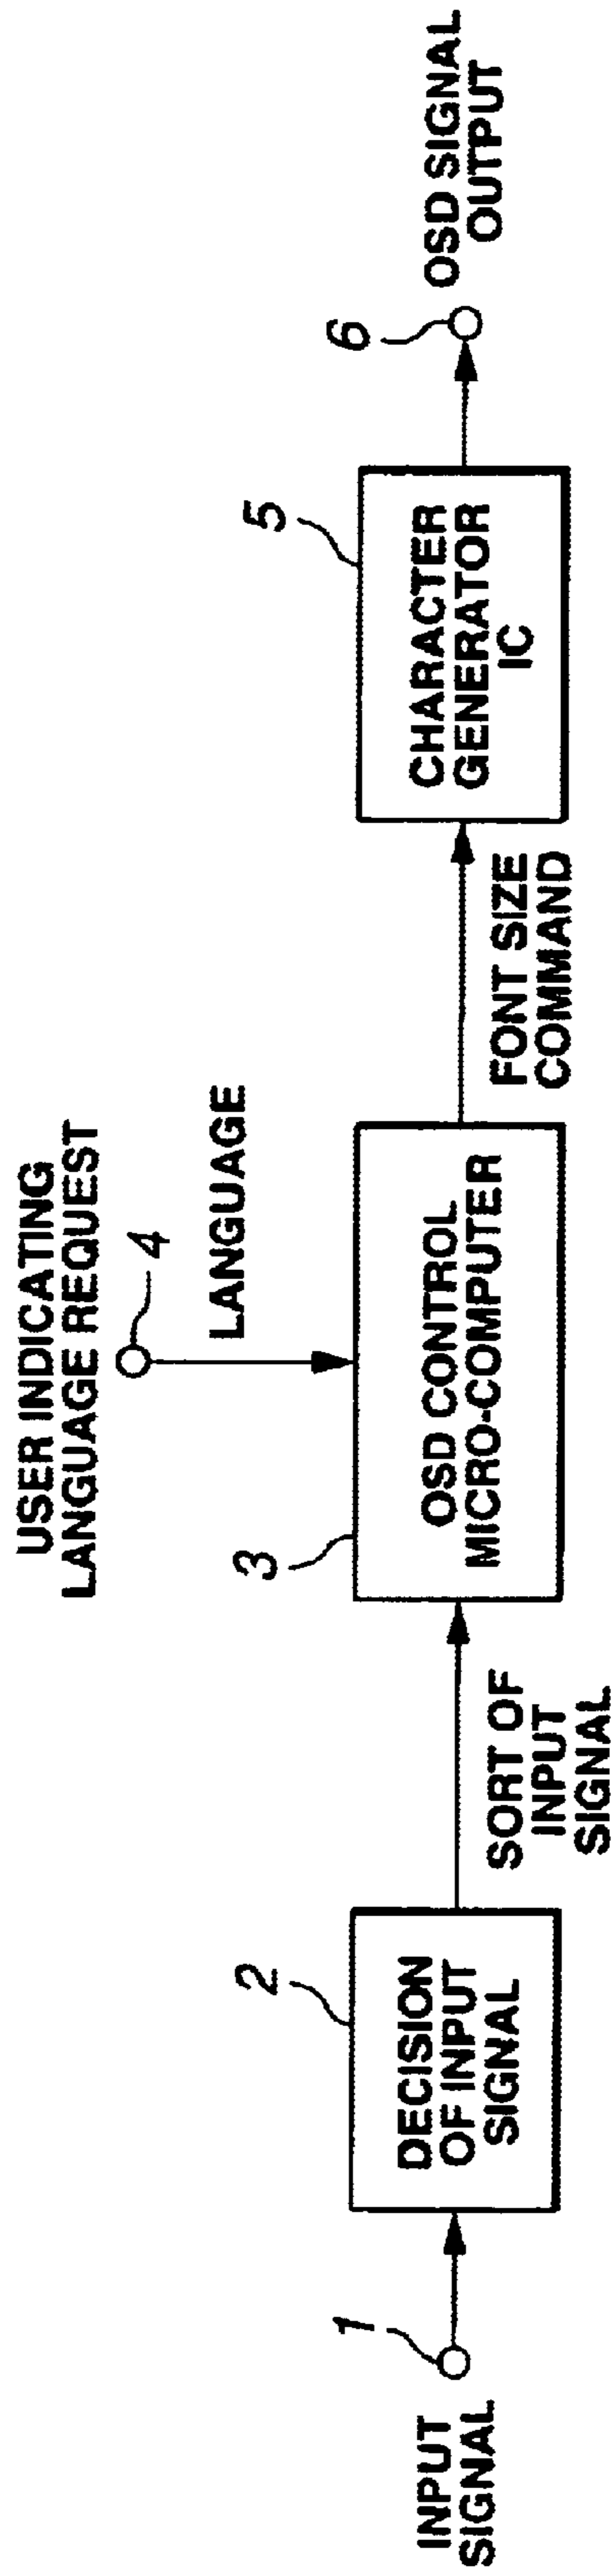 USER INDICATING
LANGUAGE REQUEST
4
LANGUAGE
1
INPUT
SIGNAL
2
DECISION
OF INPUT
SIGNAL
SORT OF
INPUT
SIGNAL
3
OSD CONTROL
MICRO-COMPUTER
FONT SIZE
COMMAND
5
CHARACTER
GENERATOR
IC
6
OSD SIGNAL
OUTPUT